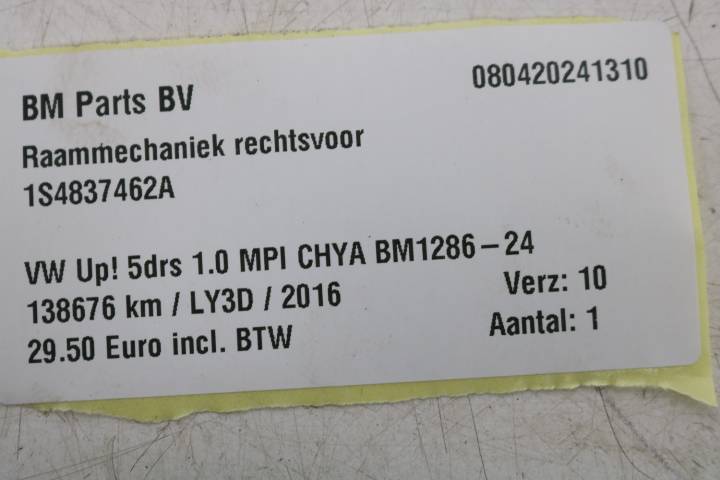 BM Parts BV
080420241310
Raammechaniek rechtsvoor
1S4837462A
VW Up! 5drs 1.0 MPI CHYA BM1286-24
138676 km / LY3D / 2016
Verz: 10
29.50 Euro incl. BTW
Aantal: 1